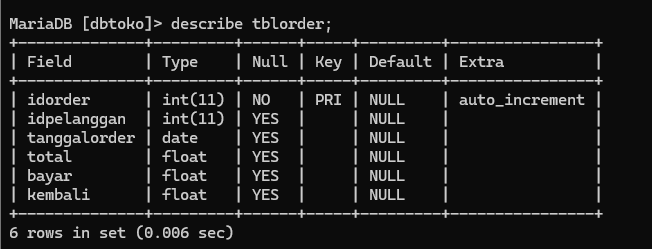 MariaDB [dbtoko]> describe tblorder;
+--------------+---------+------+-----+---------+----------------+
| Field        | Type    | Null | Key | Default | Extra          |
+--------------+---------+------+-----+---------+----------------+
| idorder      | int(11) | NO   | PRI | NULL    | auto_increment |
| idpelanggan  | int(11) | YES  |     | NULL    |                |
| tanggalorder | date    | YES  |     | NULL    |                |
| total        | float   | YES  |     | NULL    |                |
| bayar        | float   | YES  |     | NULL    |                |
| kembali      | float   | YES  |     | NULL    |                |
+--------------+---------+------+-----+---------+----------------+
6 rows in set (0.006 sec)